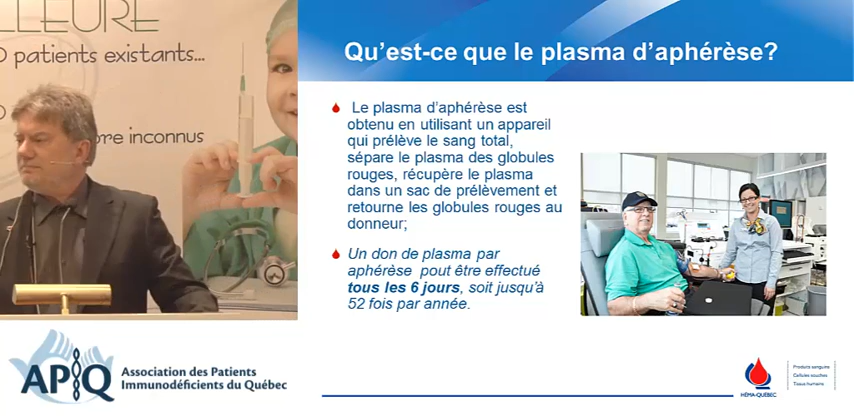 LLEURE
patients existants...
re inconnus
APIQ
Association des Patients
Immunodéficients du Québec
Qu'est-ce que le plasma d'aphérèse?
Le plasma d'aphérèse est
obtenu en utilisant un appareil
qui prélève le sang total,
sépare le plasma des globules
rouges, récupère le plasma
dans un sac de prélèvement et
retourne les globules rouges au
donneur;
Un don de plasma par
aphérèse pout être effectué
tous les 6 jours, soit jusqu'à
52 fois par année.
HÉMA-QUÉBEC
Produits sanguins
Cellules souches
Tissus humains